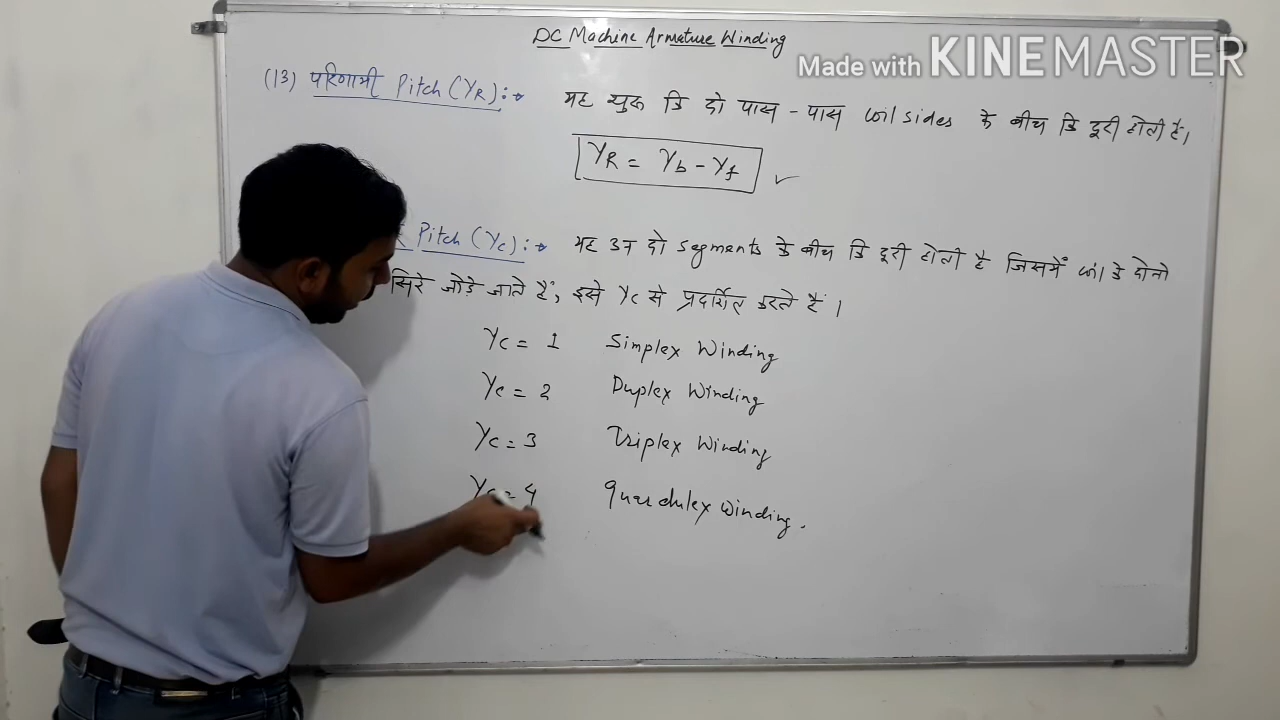 DC Machine Armature Winding
Made with KINEMASTER
(13) परिणामी Pitch (YR) :→ यह युक्त कि दो पास - पास coil sides के बीच कि दूरी होती है।
YR = Yb - Yf ✓
Pitch (Yc) :→ यह उन दो segments के बीच कि दूरी होती है जिसमें coil के दोनो
सिरे जोड़े जाते हैं, इसे Yc से प्रदर्शित करते हैं।
Yc = 1 Simplex Winding
Yc = 2 Duplex Winding
Yc = 3 Triplex Winding
Yc = 4 Quardulex winding.